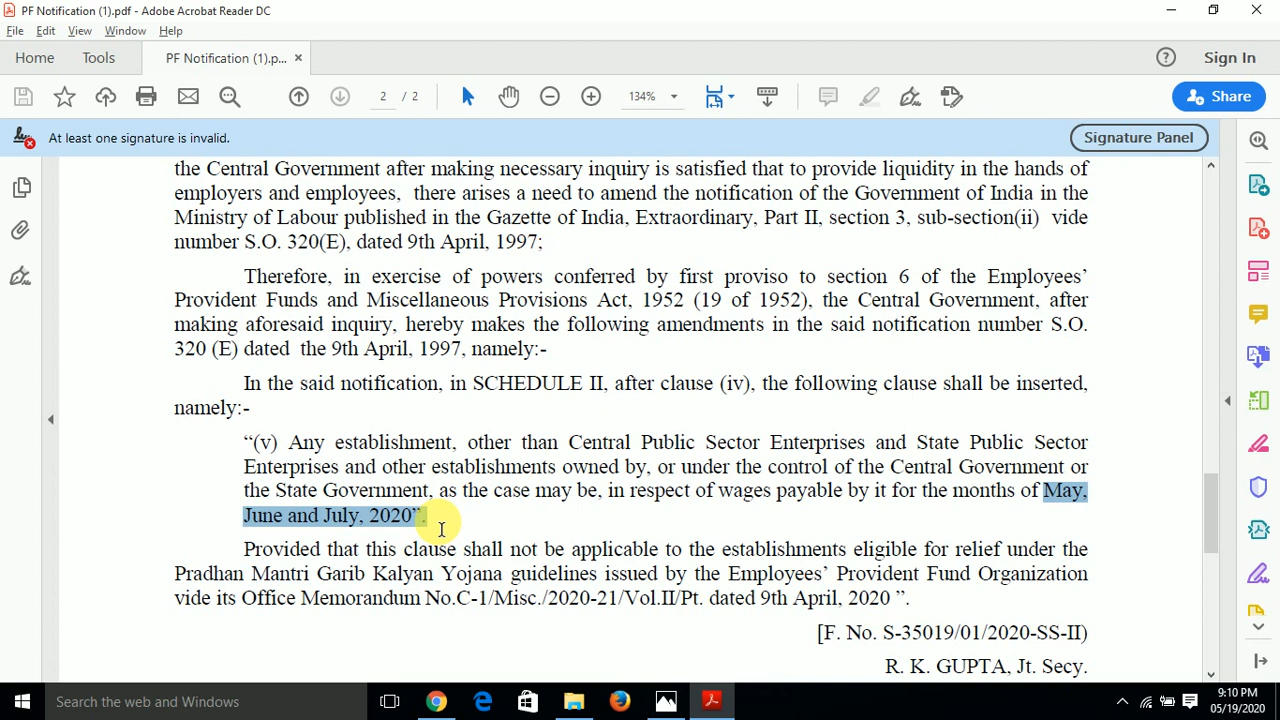 PF Notification (1).pdf - Adobe Acrobat Reader DC
File Edit View Window Help
Home Tools PF Notification (1).p... ×
Sign In
2 / 2 134% Share
At least one signature is invalid. Signature Panel
the Central Government after making necessary inquiry is satisfied that to provide liquidity in the hands of
employers and employees, there arises a need to amend the notification of the Government of India in the
Ministry of Labour published in the Gazette of India, Extraordinary, Part II, section 3, sub-section(ii) vide
number S.O. 320(E), dated 9th April, 1997;
Therefore, in exercise of powers conferred by first proviso to section 6 of the Employees’
Provident Funds and Miscellaneous Provisions Act, 1952 (19 of 1952), the Central Government, after
making aforesaid inquiry, hereby makes the following amendments in the said notification number S.O.
320 (E) dated the 9th April, 1997, namely:-
In the said notification, in SCHEDULE II, after clause (iv), the following clause shall be inserted,
namely:-
“(v) Any establishment, other than Central Public Sector Enterprises and State Public Sector
Enterprises and other establishments owned by, or under the control of the Central Government or
the State Government, as the case may be, in respect of wages payable by it for the months of May,
June and July, 2020”.
Provided that this clause shall not be applicable to the establishments eligible for relief under the
Pradhan Mantri Garib Kalyan Yojana guidelines issued by the Employees’ Provident Fund Organization
vide its Office Memorandum No.C-1/Misc./2020-21/Vol.II/Pt. dated 9th April, 2020 ”.
[F. No. S-35019/01/2020-SS-II)
R. K. GUPTA, Jt. Secy.
Search the web and Windows
9:10 PM
05/19/2020